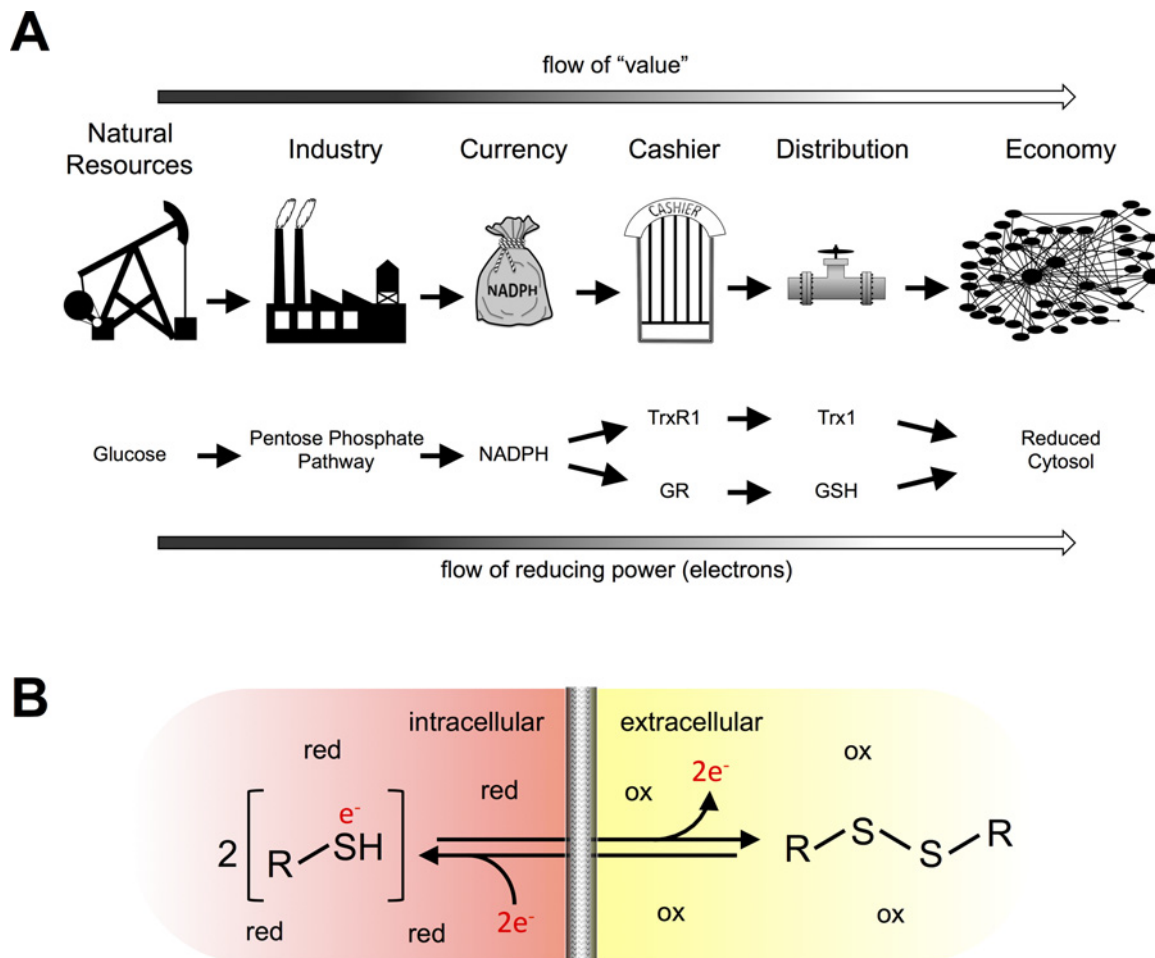 A
flow of “value”
Natural
Resources
Industry
Currency
Cashier
Distribution
Economy
CASHIER
NADPH
Glucose
Pentose Phosphate
Pathway
NADPH
TrxR1
Trx1
GR
GSH
Reduced
Cytosol
flow of reducing power (electrons)
B
intracellular
extracellular
red
red
red
red
2
e-
R
SH
2e-
2e-
ox
ox
ox
ox
R
S
S
R